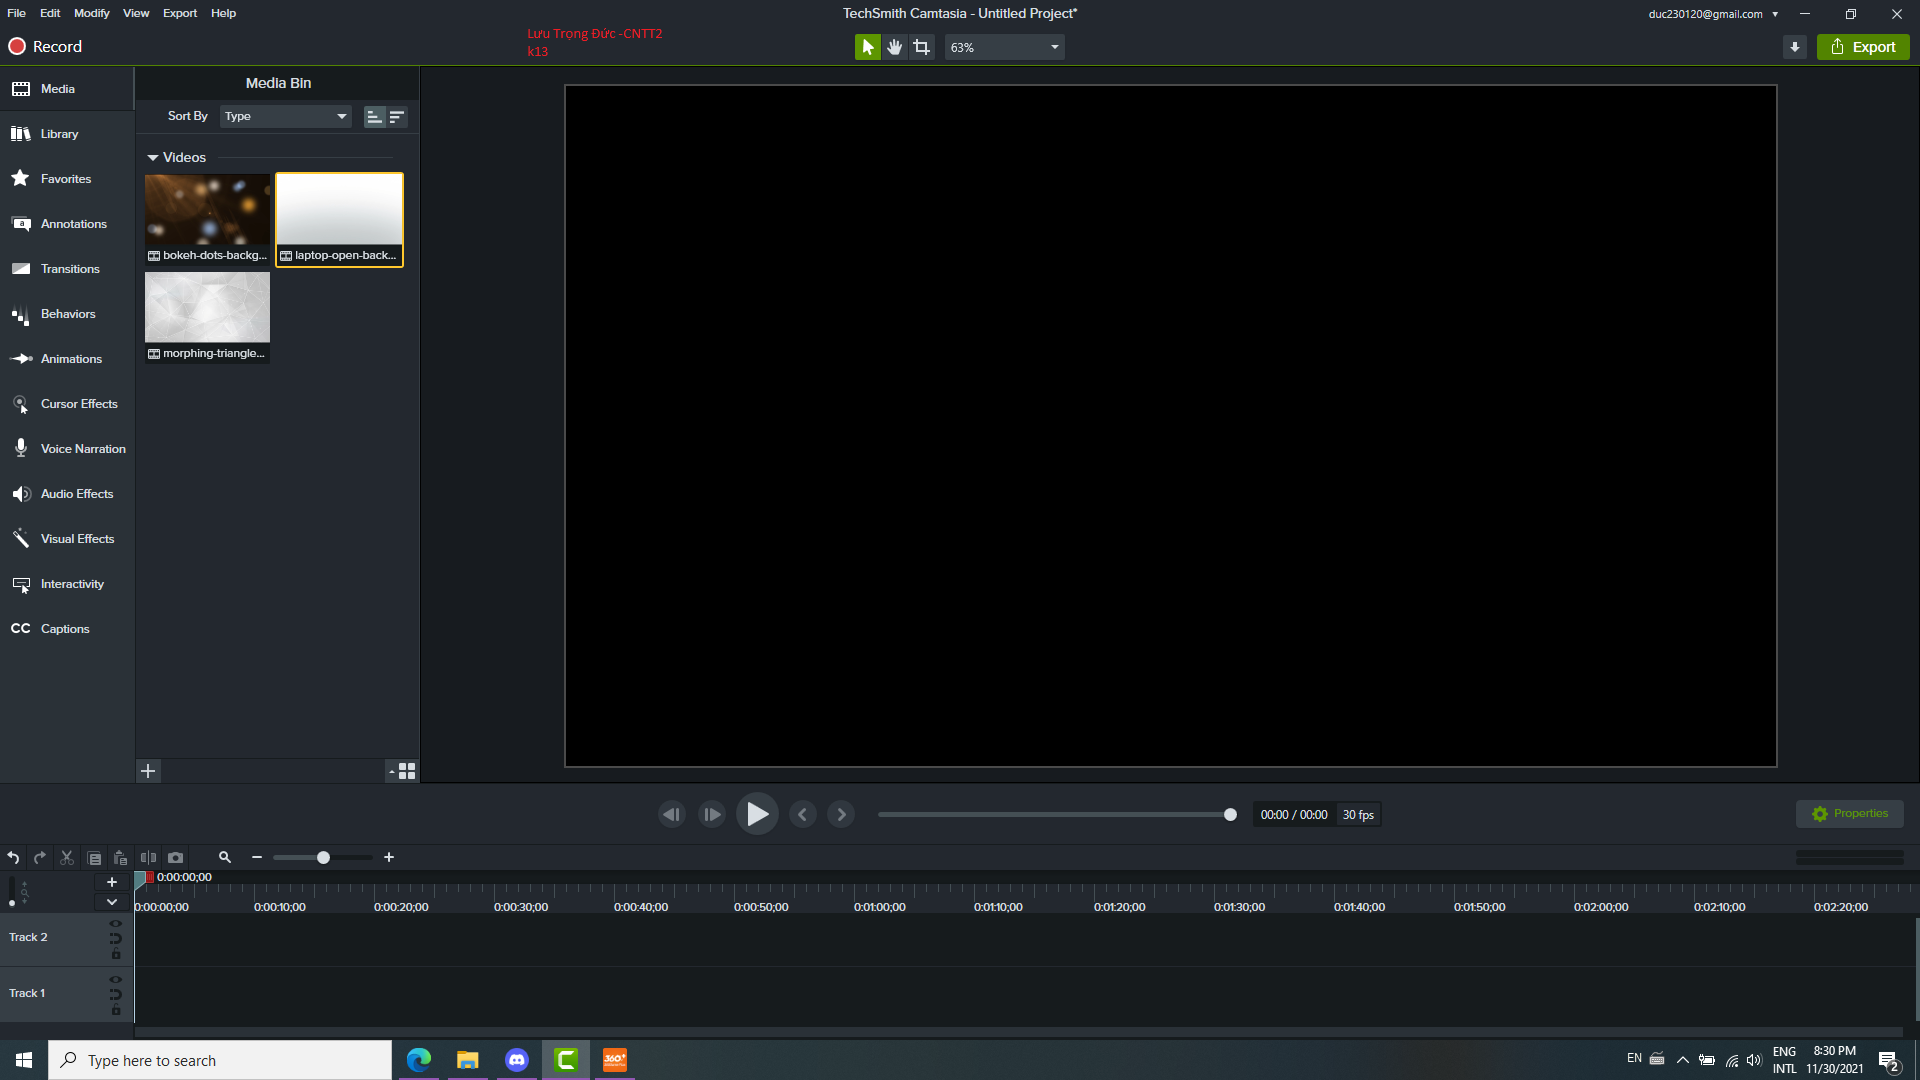 File Edit Modify View Export Help
TechSmith Camtasia - Untitled Project*
duc230120@gmail.com
Record
Lưu Trọng Đức -CNTT2
k13
63%
Export
Media
Library
Favorites
Annotations
Transitions
Behaviors
Animations
Cursor Effects
Voice Narration
Audio Effects
Visual Effects
Interactivity
CC Captions
Media Bin
Sort By Type
Videos
bokeh-dots-backg...
laptop-open-back...
morphing-triangle...
00:00 / 00:00 30 fps
Properties
0:00:00;00
0:00:00;00 0:00:10;00 0:00:20;00 0:00:30;00 0:00:40;00 0:00:50;00 0:01:00;00 0:01:10;00 0:01:20;00 0:01:30;00 0:01:40;00 0:01:50;00 0:02:00;00 0:02:10;00 0:02:20;00
Track 2
Track 1
Type here to search
360+
EN
ENG
INTL
8:30 PM
11/30/2021
2